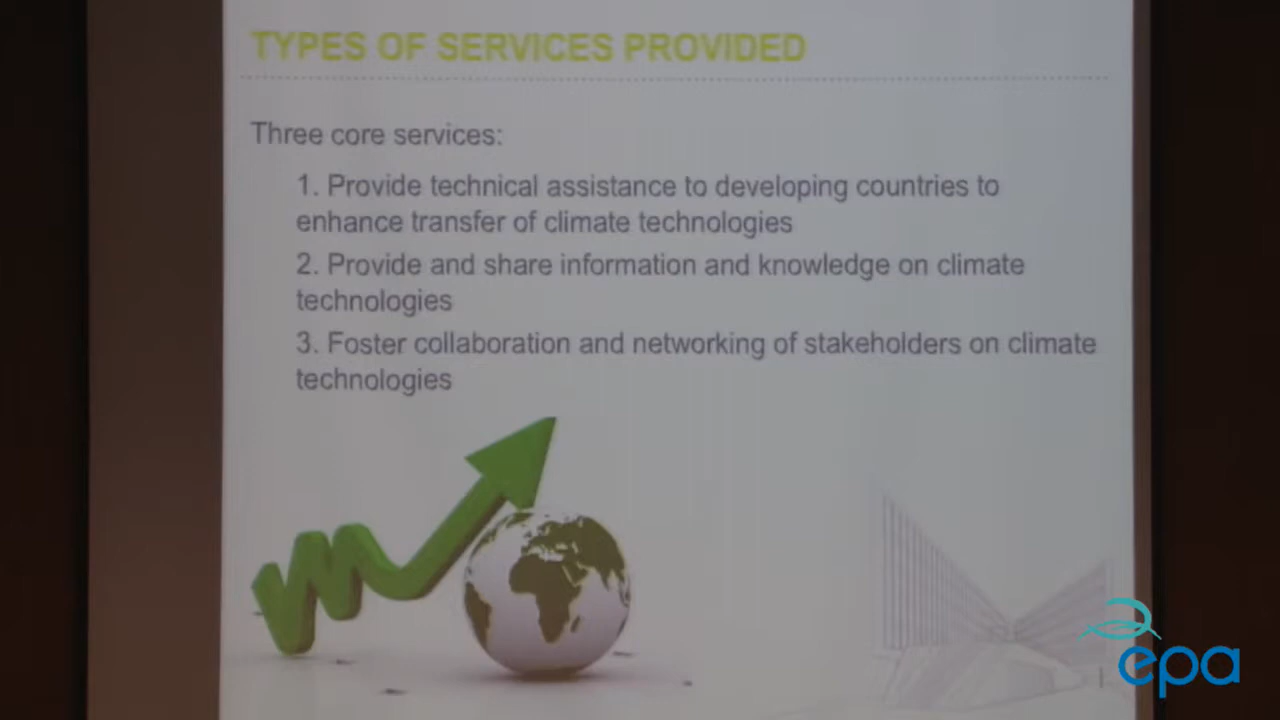 TYPES OF SERVICES PROVIDED
Three core services:
1. Provide technical assistance to developing countries to
enhance transfer of climate technologies
2. Provide and share information and knowledge on climate
technologies
3. Foster collaboration and networking of stakeholders on climate
technologies
epa